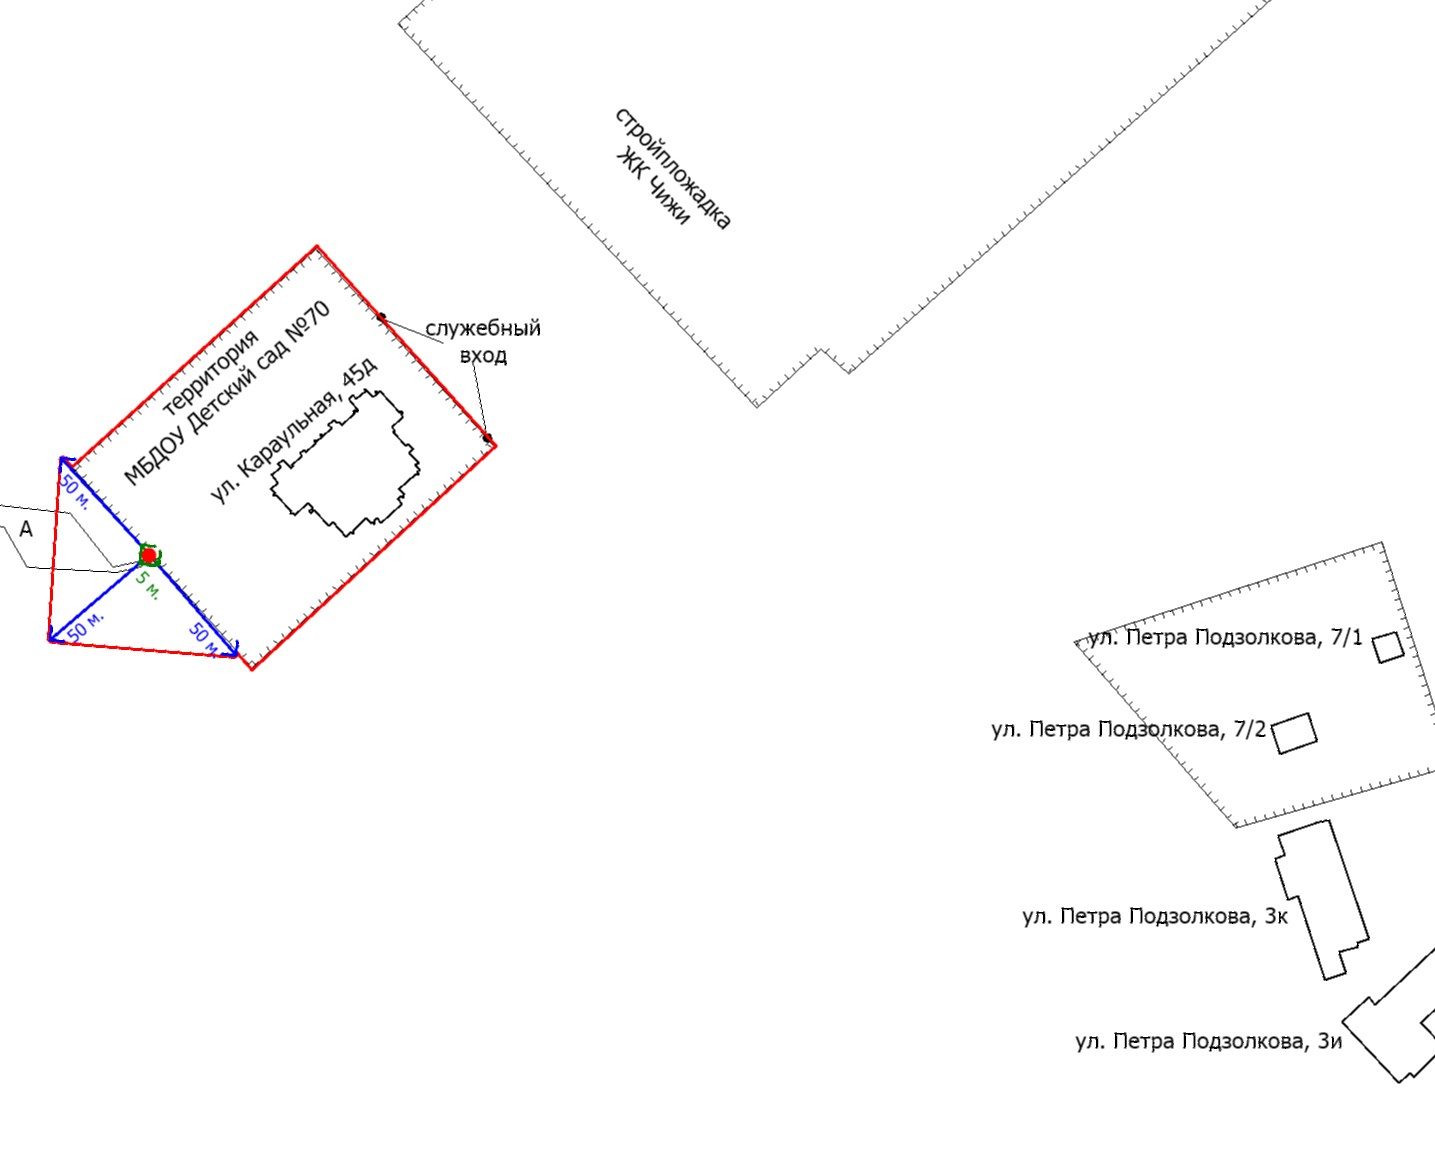 стройпложадка
ЖК Чижи
территория
МБДОУ Детский сад №70
ул. Караульная, 45д
служебный
вход
50 м.
А
5 м.
50 м.
50 м.
ул. Петра Подзолкова, 7/1
ул. Петра Подзолкова, 7/2
ул. Петра Подзолкова, 3к
ул. Петра Подзолкова, 3и